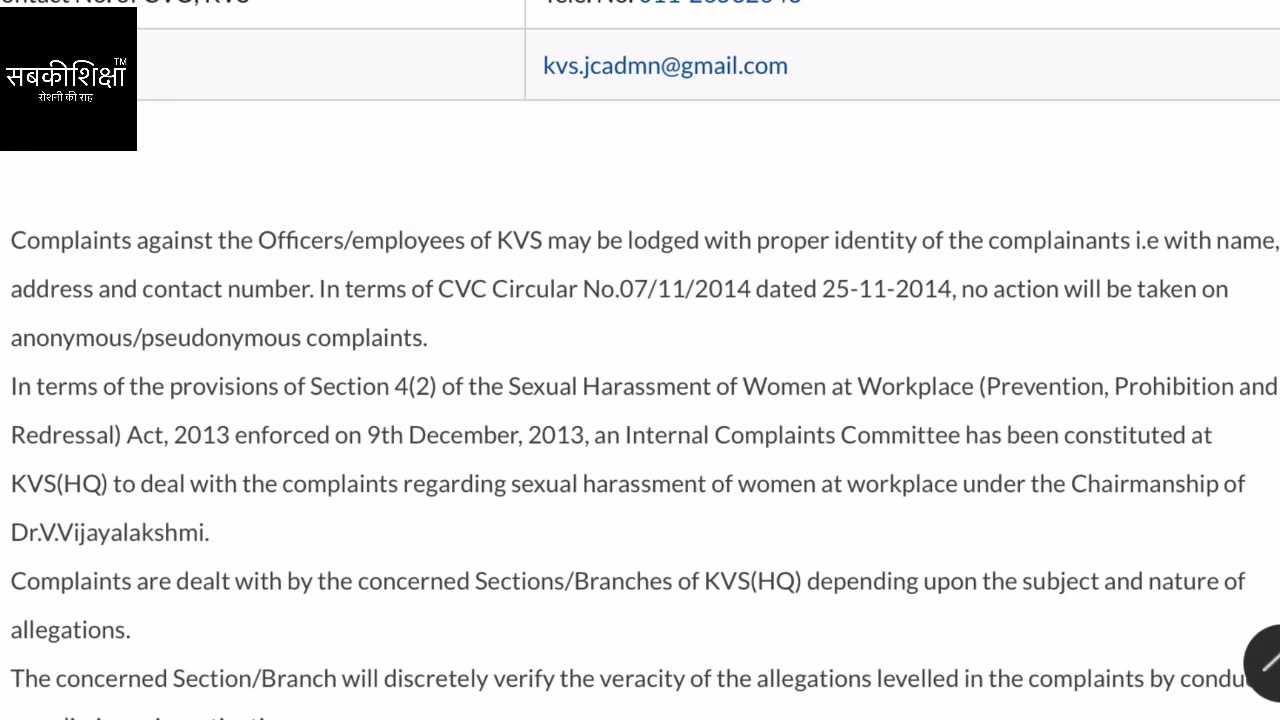 kvs.jcadmn@gmail.com
सबकीशिक्षा™
रोशनी की राह
Complaints against the Officers/employees of KVS may be lodged with proper identity of the complainants i.e with name,
address and contact number. In terms of CVC Circular No.07/11/2014 dated 25-11-2014, no action will be taken on
anonymous/pseudonymous complaints.
In terms of the provisions of Section 4(2) of the Sexual Harassment of Women at Workplace (Prevention, Prohibition and
Redressal) Act, 2013 enforced on 9th December, 2013, an Internal Complaints Committee has been constituted at
KVS(HQ) to deal with the complaints regarding sexual harassment of women at workplace under the Chairmanship of
Dr.V.Vijayalakshmi.
Complaints are dealt with by the concerned Sections/Branches of KVS(HQ) depending upon the subject and nature of
allegations.
The concerned Section/Branch will discretely verify the veracity of the allegations levelled in the complaints by